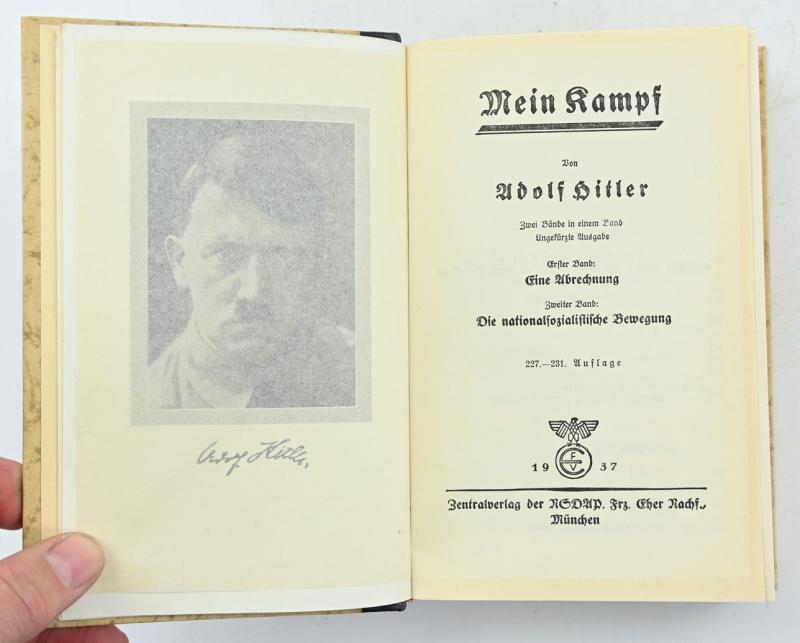 Adolf Hitler.
Mein Kampf
Von
Adolf Hitler
Zwei Bände in einem Band
Ungekürzte Ausgabe
Erster Band:
Eine Abrechnung
Zweiter Band:
Die nationalsozialistische Bewegung
227.—231. Auflage
F
E
V
19 37
Zentralverlag der NSDAP. Frz. Eher Nachf.,
München